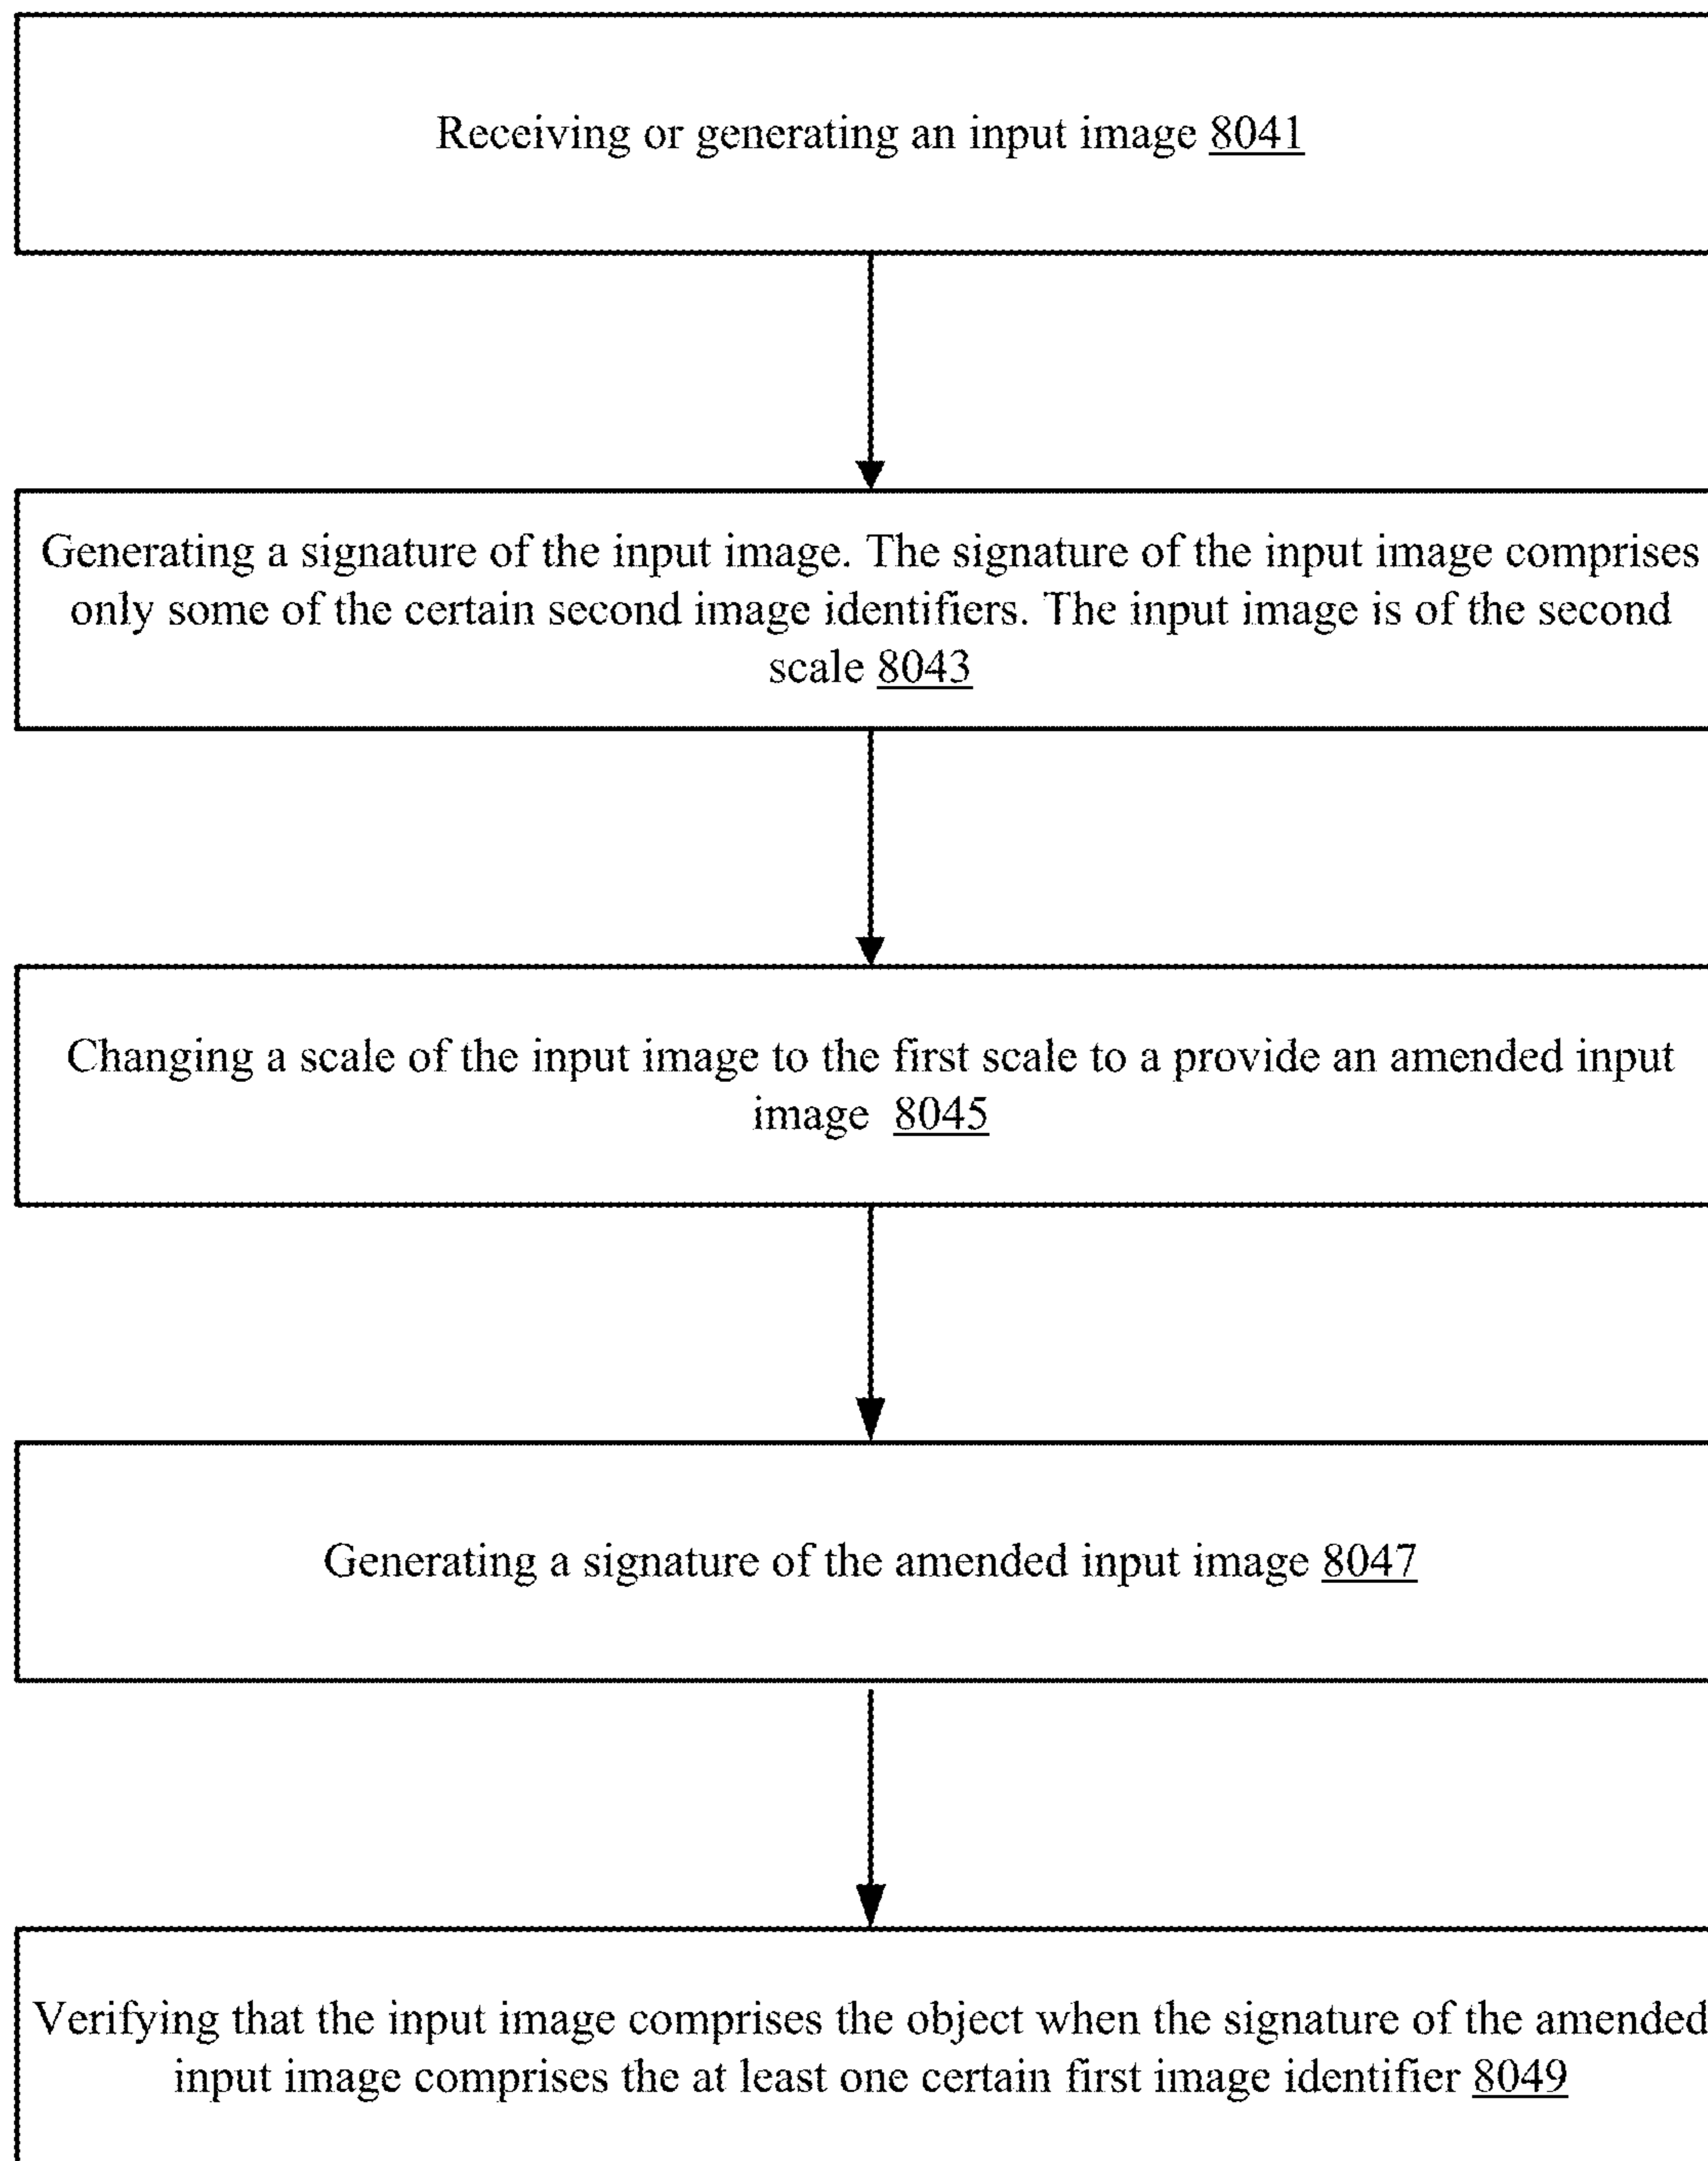 Receiving or generating an input image 8041
Generating a signature of the input image. The signature of the input image comprises
only some of the certain second image identifiers. The input image is of the second
scale 8043
Changing a scale of the input image to the first scale to a provide an amended input
image 8045
Generating a signature of the amended input image 8047
Verifying that the input image comprises the object when the signature of the amended
input image comprises the at least one certain first image identifier 8049